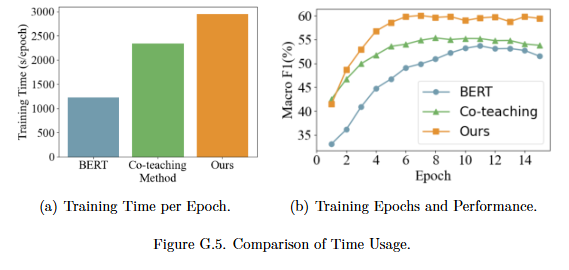 3000
2500
2000
1500
1000
500
0
Training Time (s/epoch)
BERT Co-teaching Ours
Method
60
55
50
45
40
35
Macro F1(%)
BERT
Co-teaching
Ours
0 2 4 6 8 10 12 14
Epoch
(a) Training Time per Epoch.
(b) Training Epochs and Performance.
Figure G.5. Comparison of Time Usage.